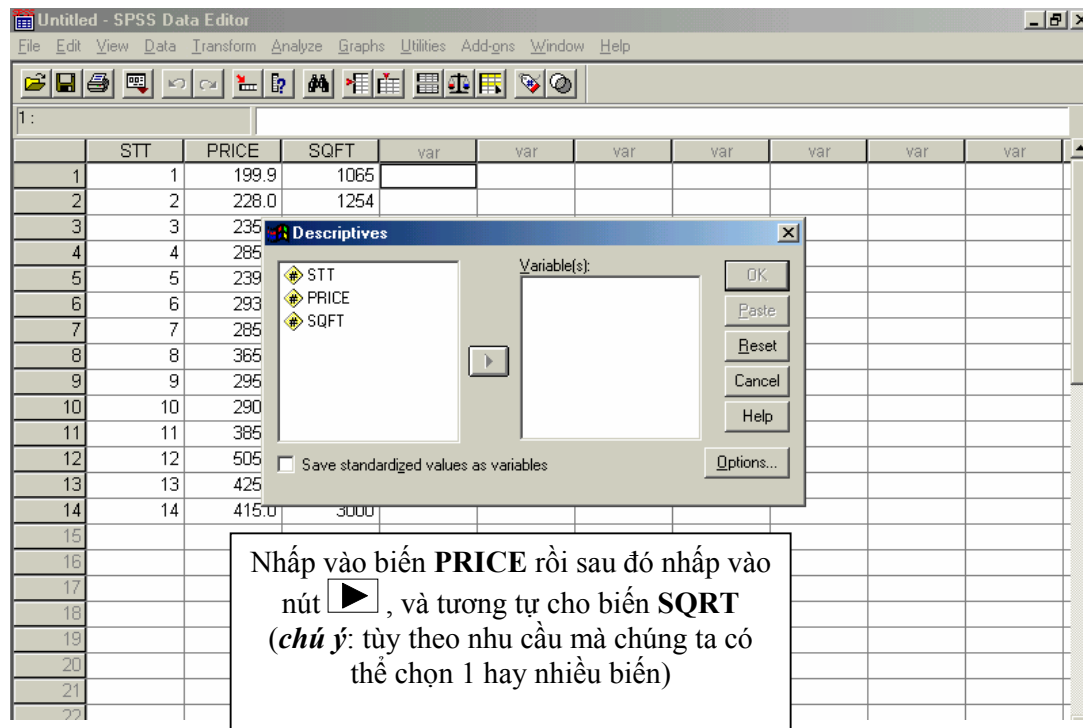 Untitled - SPSS Data Editor
File Edit View Data Transform Analyze Graphs Utilities Add-ons Window Help
1 :
STT PRICE SQFT var var var var var var var
1 1 199.9 1065
2 2 228.0 1254
3 3 235
4 4 285
5 5 239
6 6 293
7 7 285
8 8 365
9 9 295
10 10 290
11 11 385
12 12 505
13 13 425
14 14 415.0 3000
15
16
17
18
19
20
21
22
Descriptives
STT
PRICE
SQFT
Variable(s):
OK
Paste
Reset
Cancel
Help
Save standardized values as variables
Options...
Nhấp vào biến PRICE rồi sau đó nhấp vào
nút , và tương tự cho biến SQRT
(chú ý: tùy theo nhu cầu mà chúng ta có
thể chọn 1 hay nhiều biến)